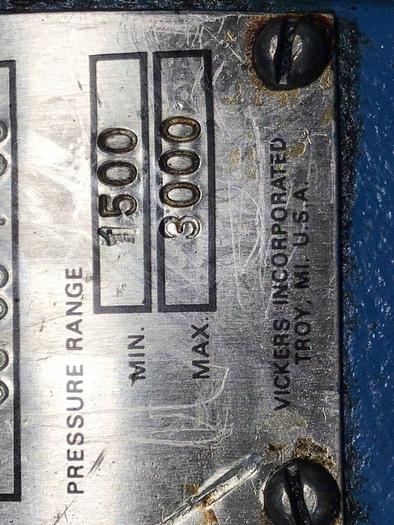 PRESSURE RANGE
MIN. 1500
MAX. 3000
VICKERS INCORPORATED
TROY, MI. U.S.A.